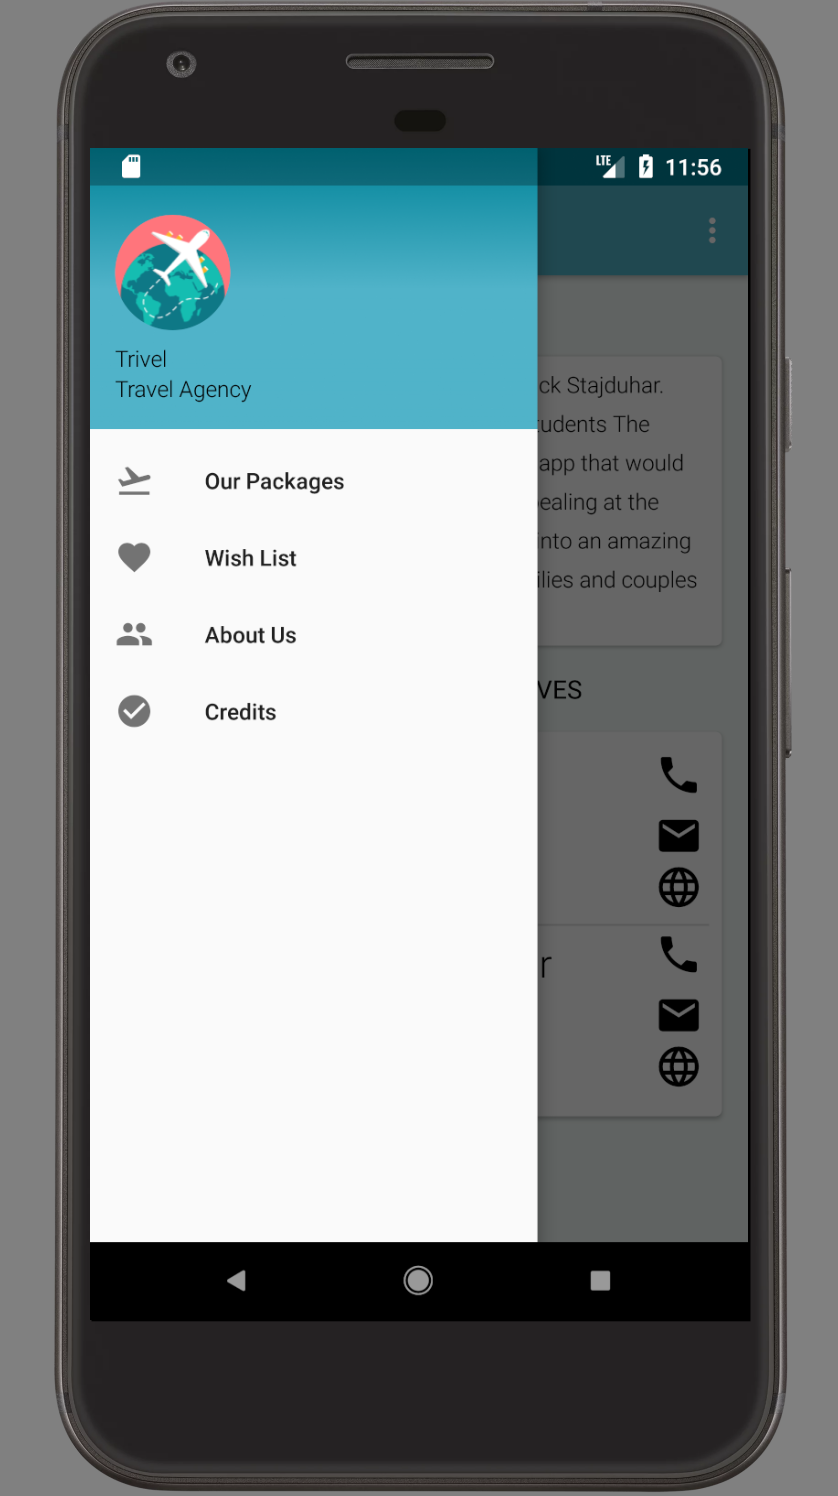 LTE 11:56
Trivel
Travel Agency
Our Packages
Wish List
About Us
Credits
ck Stajduhar.
udents The
app that would
ealing at the
nto an amazing
ilies and couples
VES
r